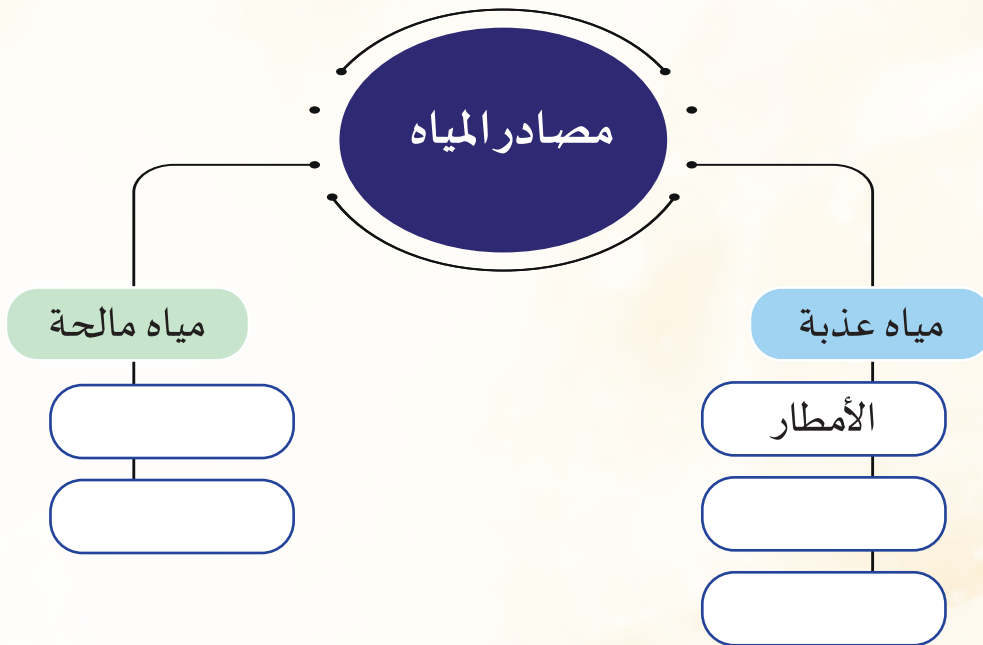 مصادر المياه
مياه عذبة
مياه مالحة
الأمطار